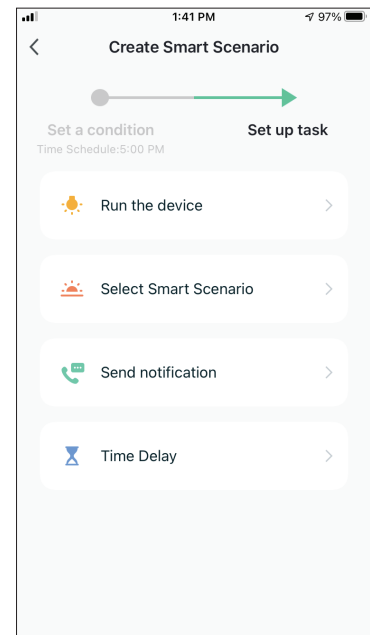 1:41 PM
97%
Create Smart Scenario
Set a condition
Set up task
Time Schedule:5:00 PM
Run the device
Select Smart Scenario
Send notification
Time Delay